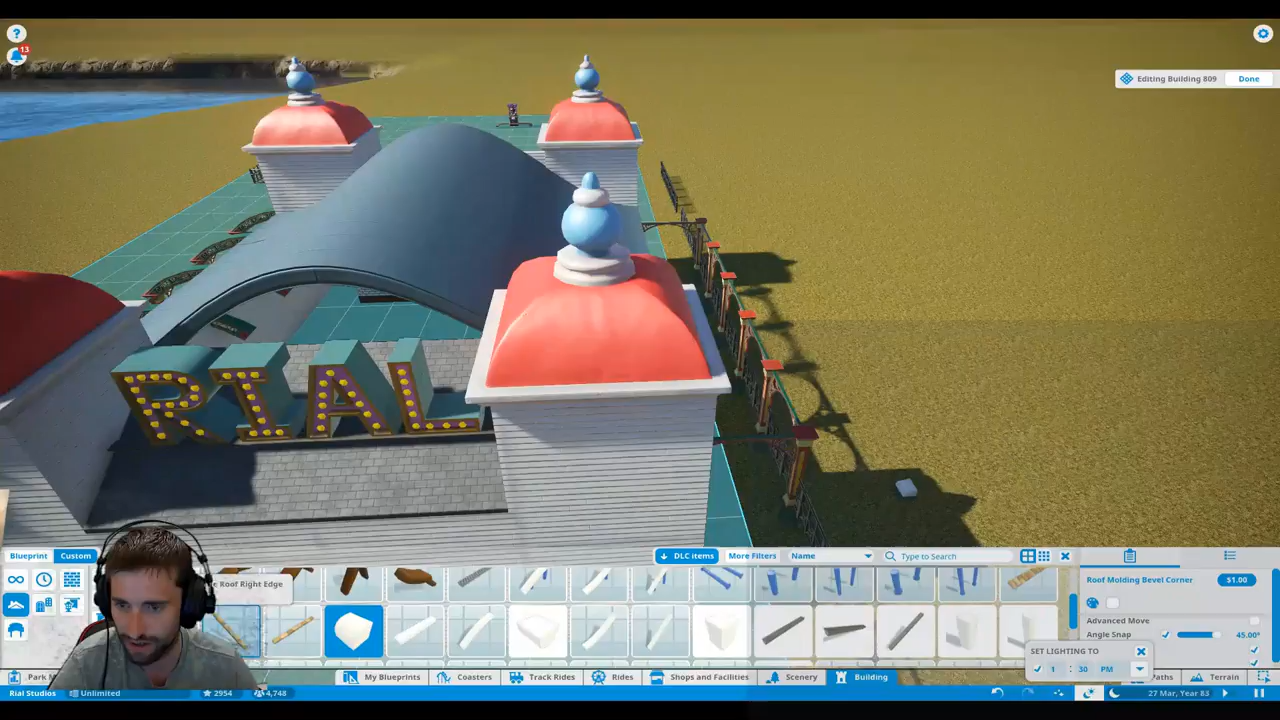 ?
13
Editing Building 809
Done
RIAL
Blueprint
Custom
DLC items
More Filters
Name
Type to Search
Roof Right Edge
Roof Molding Bevel Corner
$1.00
Advanced Move
Angle Snap
45.00°
SET LIGHTING TO
1 : 30 PM
Park
My Blueprints
Coasters
Track Rides
Rides
Shops and Facilities
Scenery
Building
Paths
Terrain
Rial Studios
Unlimited
2954
4,748
27 Mar, Year 83